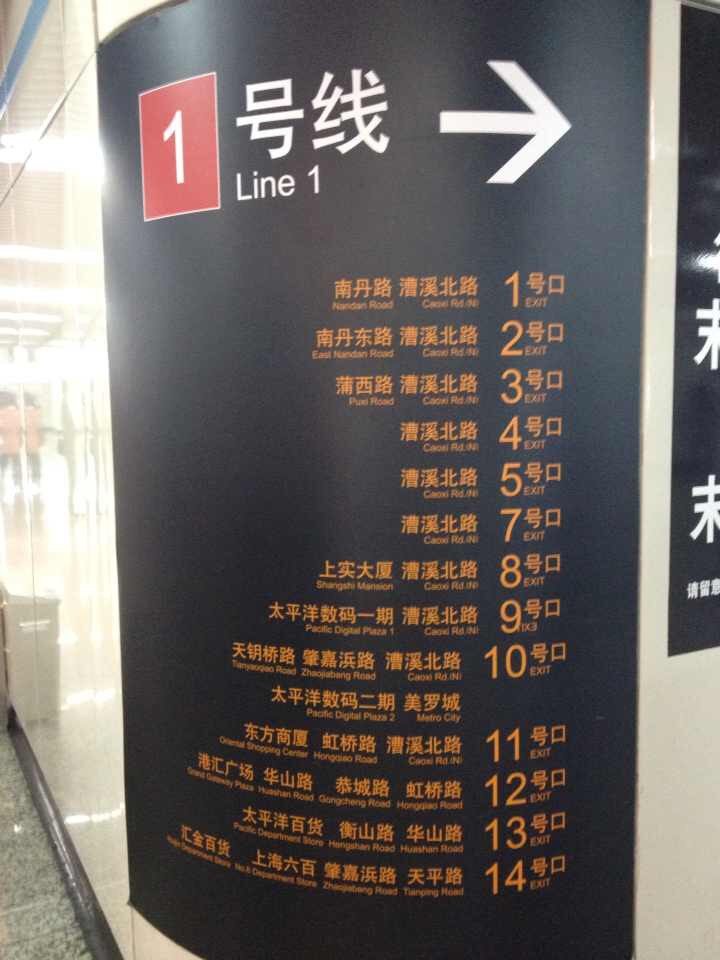 1 号线
Line 1
南丹路 漕溪北路 1 号口
Nandan Road Caoxi Rd.(N) EXIT
南丹东路 漕溪北路 2 号口
East Nandan Road Caoxi Rd.(N) EXIT
蒲西路 漕溪北路 3 号口
Puxi Road Caoxi Rd.(N) EXIT
漕溪北路 4 号口
Caoxi Rd.(N) EXIT
漕溪北路 5 号口
Caoxi Rd.(N) EXIT
漕溪北路 7 号口
Caoxi Rd.(N) EXIT
上实大厦 漕溪北路 8 号口
Shangshi Mansion Caoxi Rd.(N) EXIT
太平洋数码一期 漕溪北路 9 号口
Pacific Digital Plaza 1 Caoxi Rd.(N) EXIT
天钥桥路 肇嘉浜路 漕溪北路 10 号口
Tianyaoqiao Road Zhaojiabang Road Caoxi Rd.(N) EXIT
太平洋数码二期 美罗城
Pacific Digital Plaza 2 Metro City
东方商厦 虹桥路 漕溪北路 11 号口
Oriental Shopping Center Hongqiao Road Caoxi Rd.(N) EXIT
港汇广场 华山路 恭城路 虹桥路 12 号口
Grand Gateway Plaza Huashan Road Gongcheng Road Hongqiao Road EXIT
太平洋百货 衡山路 华山路 13 号口
Pacific Department Store Hengshan Road Huashan Road EXIT
汇金百货 上海六百 肇嘉浜路 天平路 14 号口
Department Store No.6 Department Store Zhaojiabang Road Tianping Road EXIT
末
请留意